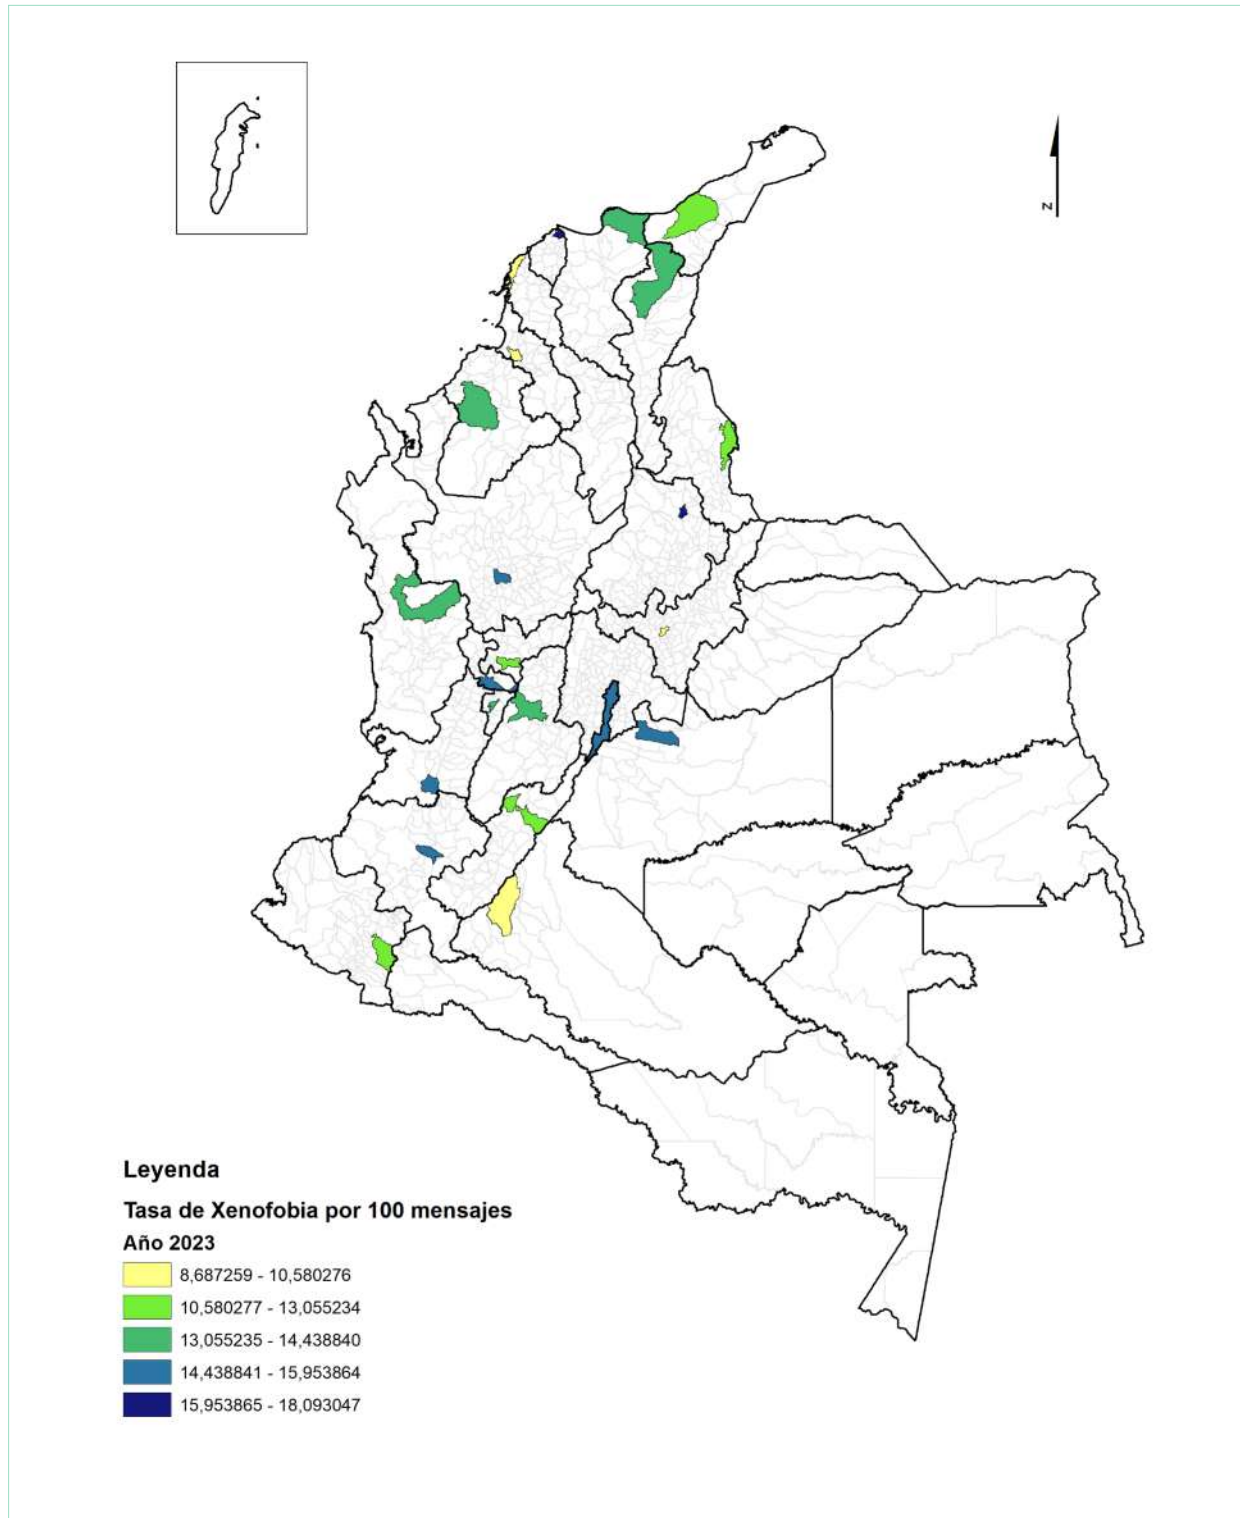 N
Leyenda
Tasa de Xenofobia por 100 mensajes
Año 2023
8,687259 - 10,580276
10,580277 - 13,055234
13,055235 - 14,438840
14,438841 - 15,953864
15,953865 - 18,093047